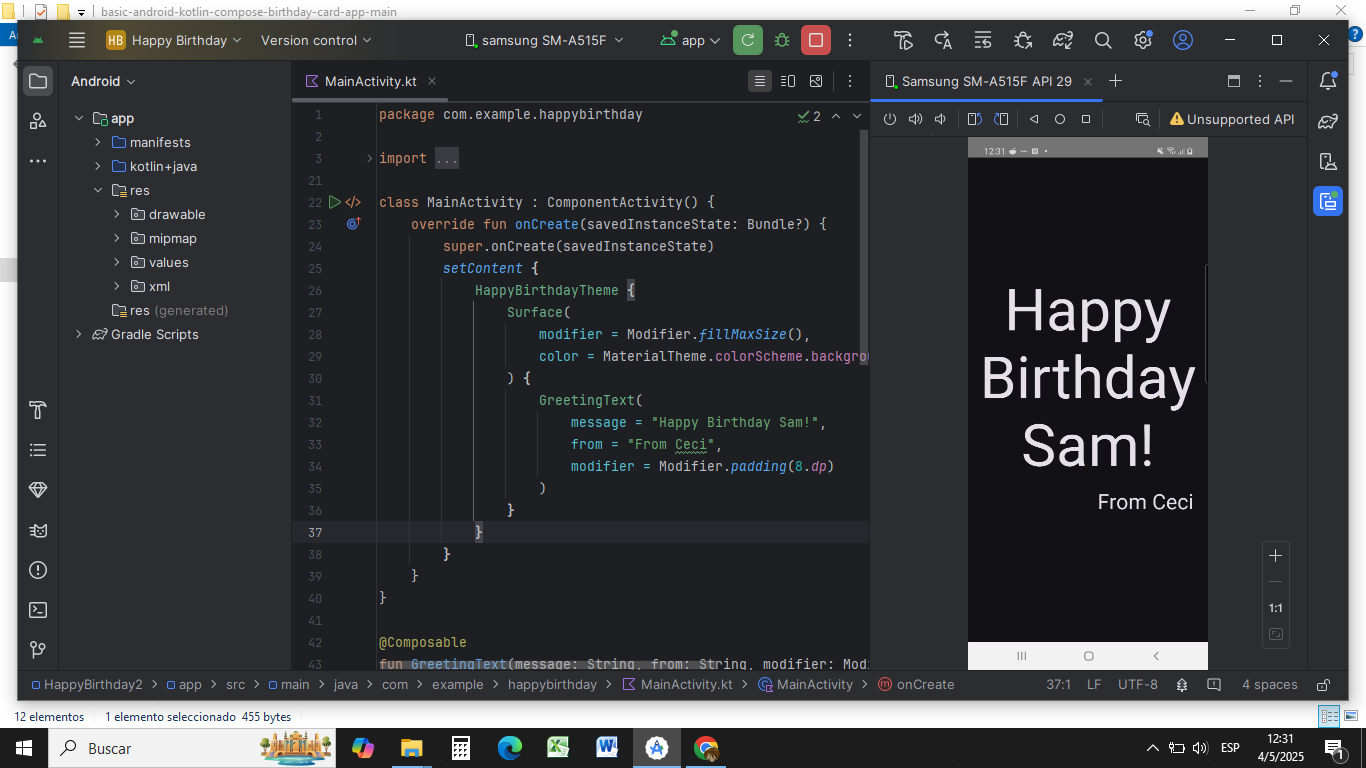 basic-android-kotlin-compose-birthday-card-app-main
HB Happy Birthday Version control samsung SM-A515F app
Android
MainActivity.kt
Samsung SM-A515F API 29
Unsupported API
app
manifests
kotlin+java
res
drawable
mipmap
values
xml
res (generated)
Gradle Scripts
2
1 package com.example.happybirthday
2
3 import ...
21
22 class MainActivity : ComponentActivity() {
23 override fun onCreate(savedInstanceState: Bundle?) {
24 super.onCreate(savedInstanceState)
25 setContent {
26 HappyBirthdayTheme {
27 Surface(
28 modifier = Modifier.fillMaxSize(),
29 color = MaterialTheme.colorScheme.backgrou
30 ) {
31 GreetingText(
32 message = "Happy Birthday Sam!",
33 from = "From Ceci",
34 modifier = Modifier.padding(8.dp)
35 )
36 }
37 }
38 }
39 }
40 }
41
42 @Composable
43 fun GreetingText(message: String, from: String, modifier: Modi
12:31
Happy
Birthday
Sam!
From Ceci
1:1
HappyBirthday2 > app > src > main > java > com > example > happybirthday > MainActivity.kt > MainActivity > onCreate
37:1 LF UTF-8 4 spaces
12 elementos 1 elemento seleccionado 455 bytes
Buscar
ESP
12:31
4/5/2025
1